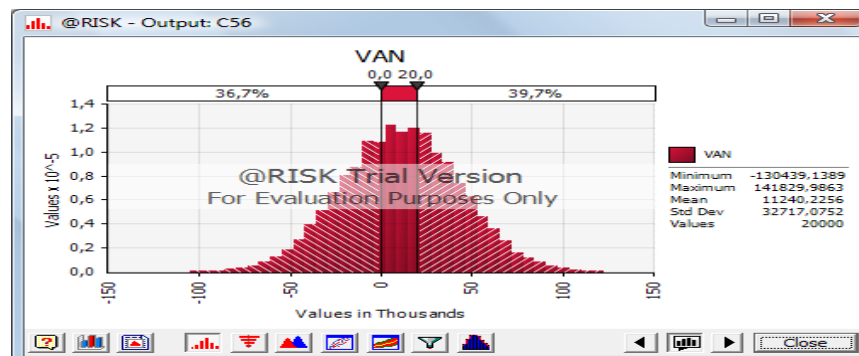 @RISK - Output: C56
VAN
0,0 20,0
36,7% 39,7%
1,4
1,2
1,0
0,8
0,6
0,4
0,2
0,0
Values x 10^-5
@RISK Trial Version
For Evaluation Purposes Only
-150
-50
0
50
100
150
Values in Thousands
VAN
Minimum -130439,1389
Maximum 141829,9863
Mean 11240,2256
Std Dev 32717,0752
Values 20000
Close